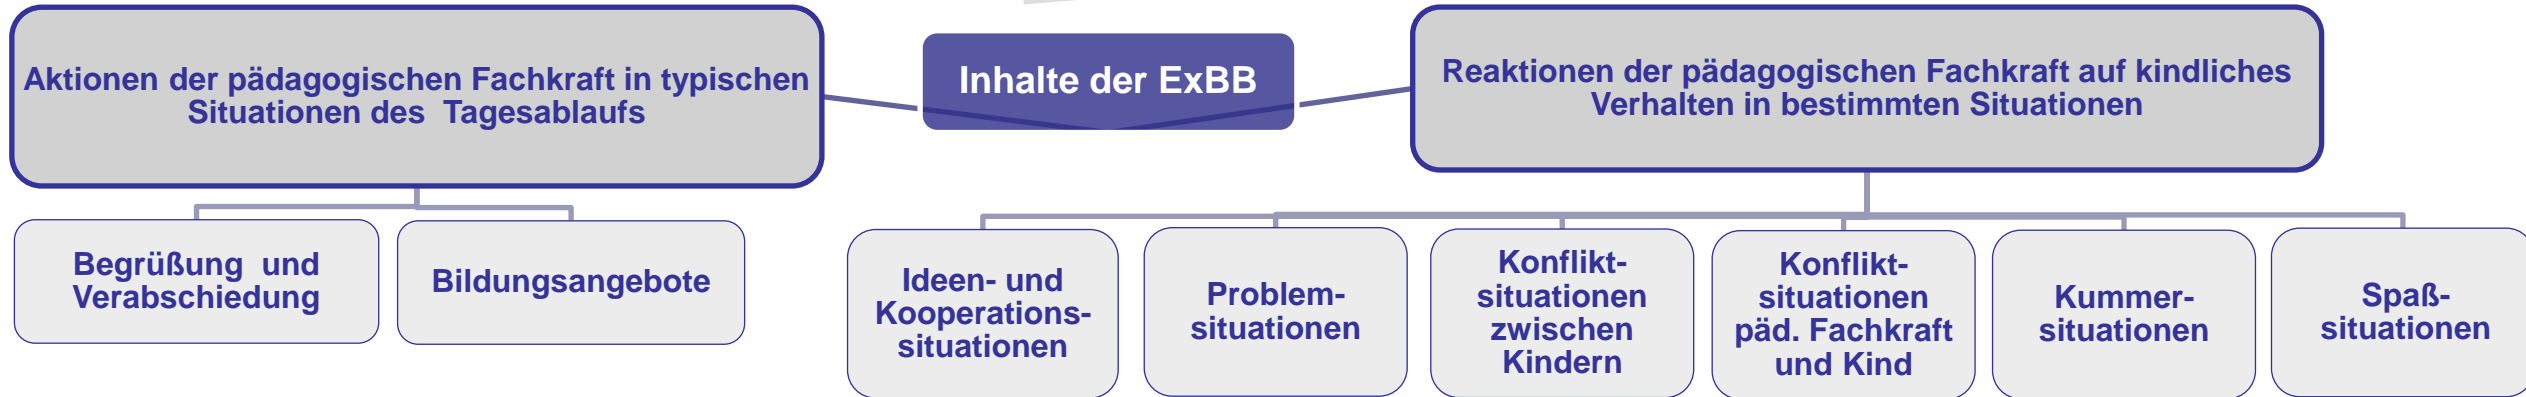 Inhalte der ExBB
Aktionen der pädagogischen Fachkraft in typischen
Situationen des Tagesablaufs
Reaktionen der pädagogischen Fachkraft auf kindliches
Verhalten in bestimmten Situationen
Begrüßung und
Verabschiedung
Bildungsangebote
Ideen- und
Kooperations-
situationen
Problem-
situationen
Konflikt-
situationen
zwischen
Kindern
Konflikt-
situationen
päd. Fachkraft
und Kind
Kummer-
situationen
Spaß-
situationen